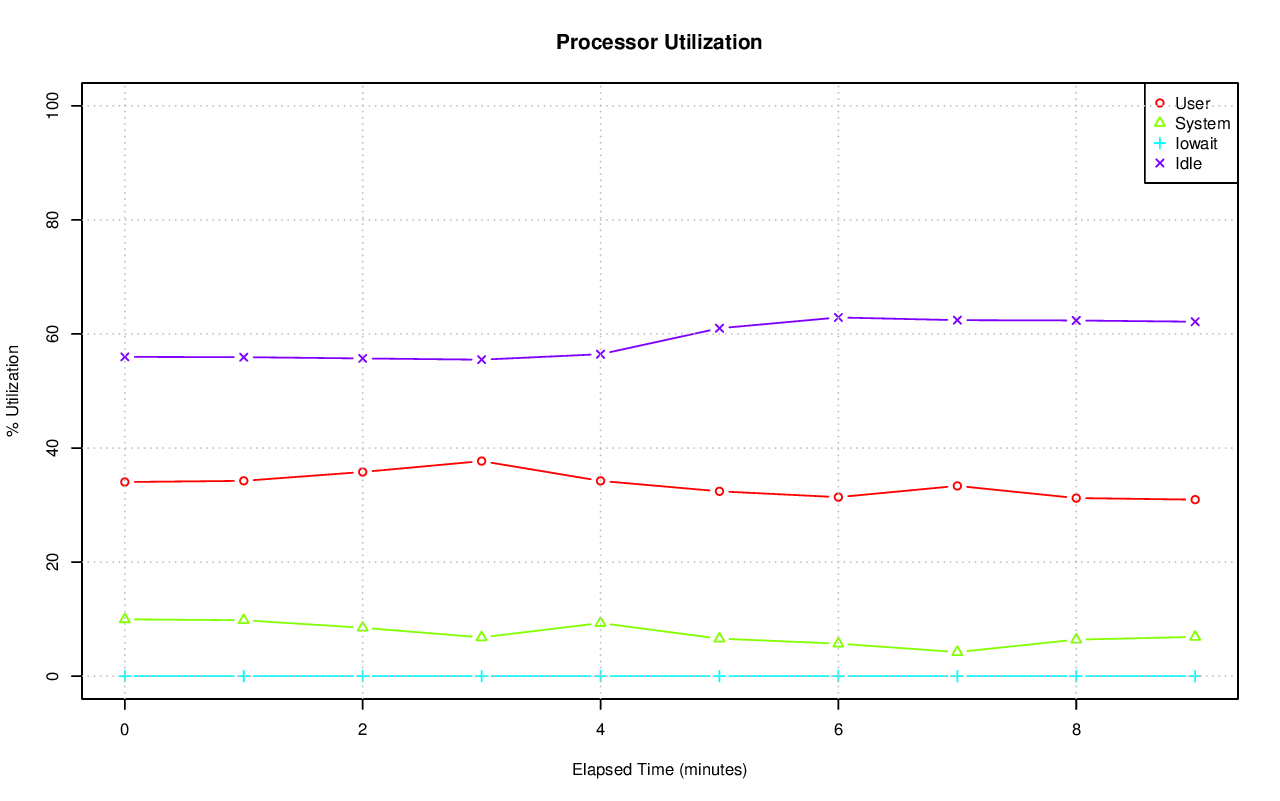 Processor Utilization
User
System
Iowait
Idle
100
80
60
40
20
0
% Utilization
0 2 4 6 8
Elapsed Time (minutes)